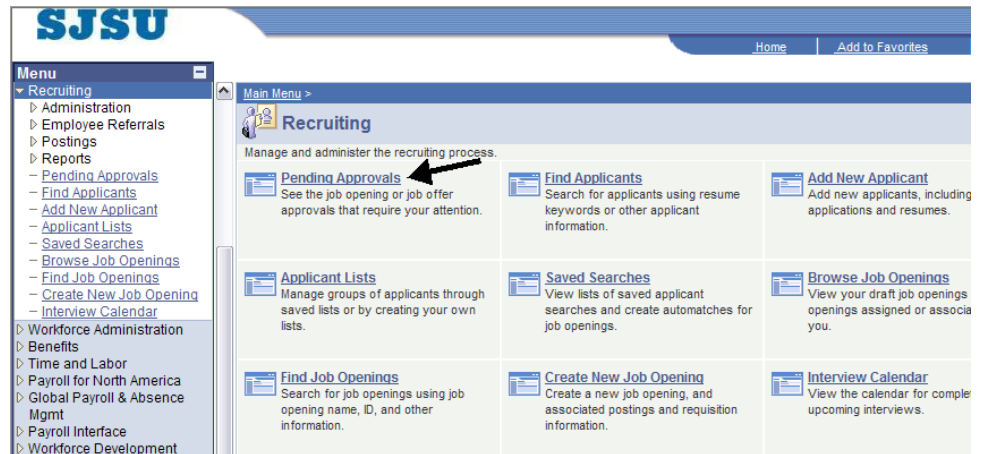 SJSU
Home Add to Favorites
Menu
Recruiting
Administration
Employee Referrals
Postings
Reports
Pending Approvals
Find Applicants
Add New Applicant
Applicant Lists
Saved Searches
Browse Job Openings
Find Job Openings
Create New Job Opening
Interview Calendar
Workforce Administration
Benefits
Time and Labor
Payroll for North America
Global Payroll & Absence
Mgmt
Payroll Interface
Workforce Development
Main Menu >
Recruiting
Manage and administer the recruiting process.
Pending Approvals
See the job opening or job offer
approvals that require your attention.
Find Applicants
Search for applicants using resume
keywords or other applicant
information.
Add New Applicant
Add new applicants, including
applications and resumes.
Applicant Lists
Manage groups of applicants through
saved lists or by creating your own
lists.
Saved Searches
View lists of saved applicant
searches and create automatches for
job openings.
Browse Job Openings
View your draft job openings
openings assigned or associa
you.
Find Job Openings
Search for job openings using job
opening name, ID, and other
information.
Create New Job Opening
Create a new job opening, and
associated postings and requisition
information.
Interview Calendar
View the calendar for complet
upcoming interviews.